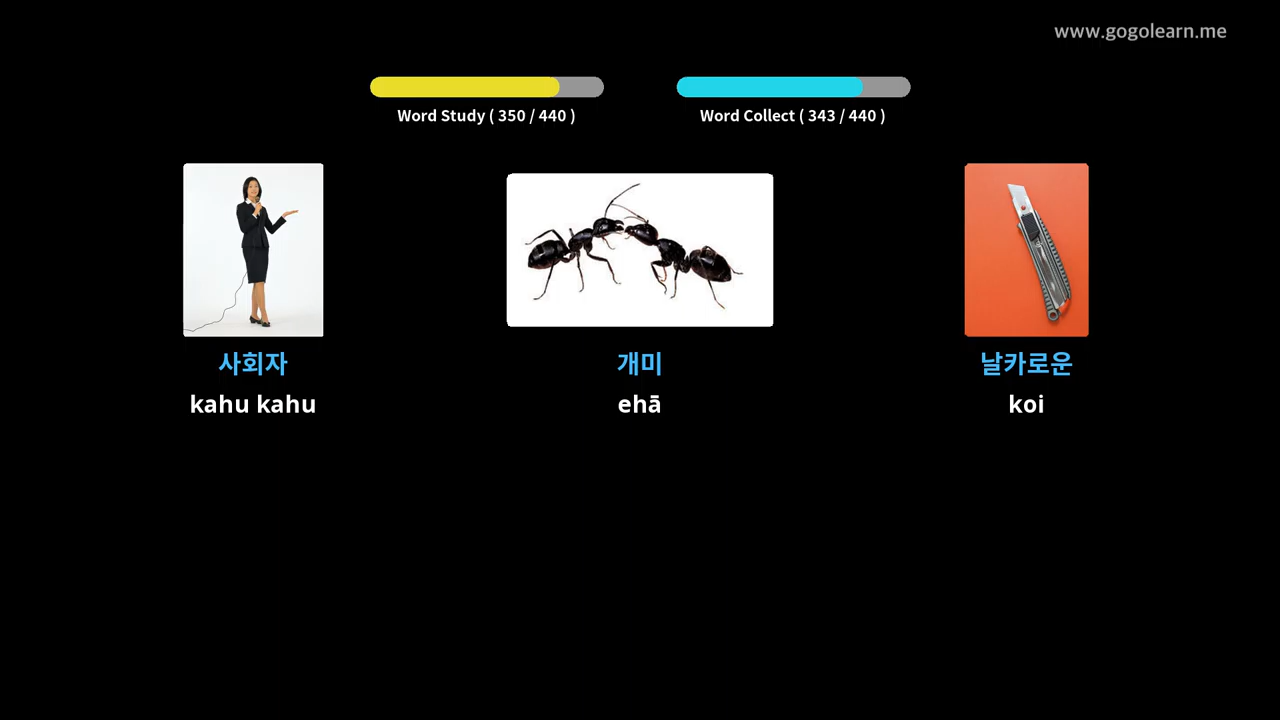 www.gogolearn.me
Word Study ( 350 / 440 )
Word Collect ( 343 / 440 )
사회자
kahu kahu
개미
ehā
날카로운
koi